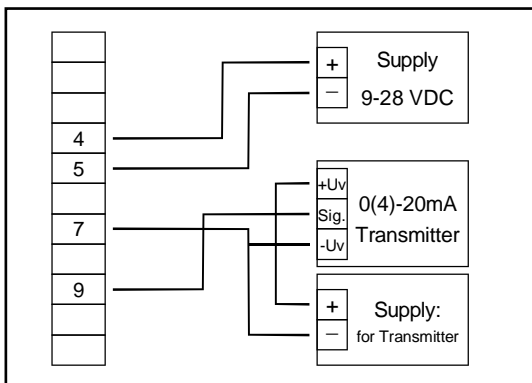 4
5
7
9
+
–
Supply
9-28 VDC
+Uv
Sig.
-Uv
0(4)-20mA
Transmitter
+
–
Supply:
for Transmitter